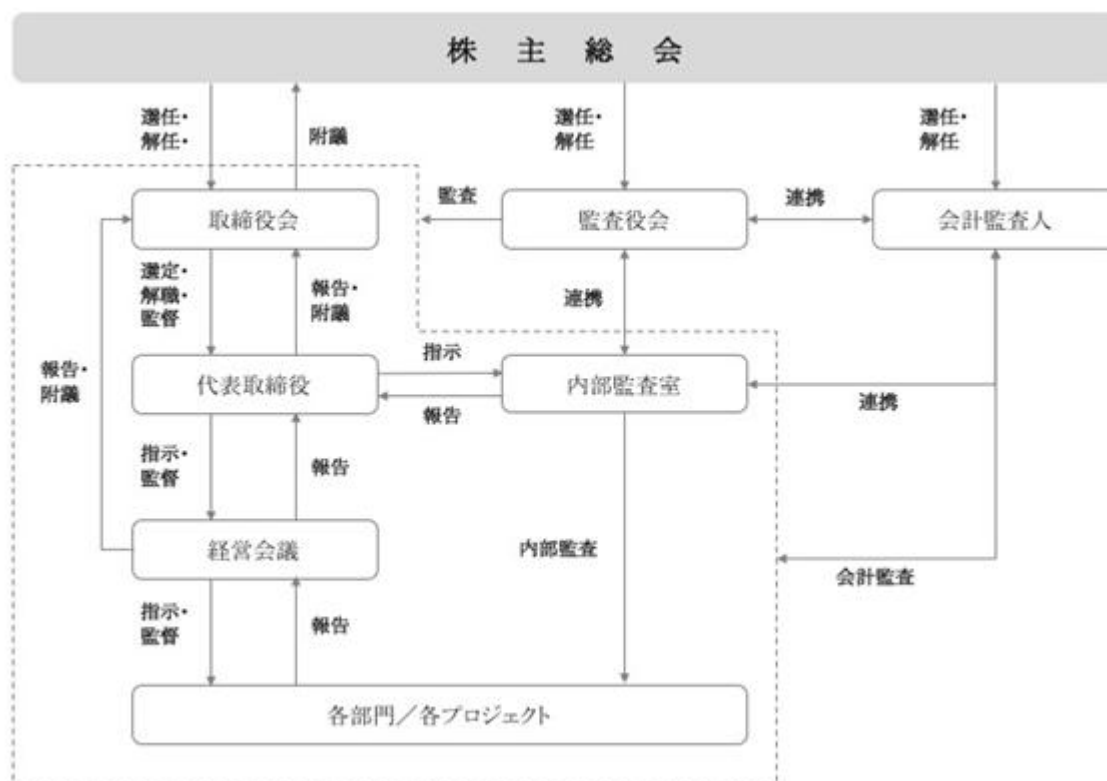 株主総会
選任・
解任・
附議
選任・
解任
選任・
解任
取締役会
監査
監査役会
連携
会計監査人
選定・
解職・
監督
報告・
附議
連携
報告・
附議
代表取締役
指示
報告
内部監査室
連携
指示・
監督
報告
経営会議
内部監査
会計監査
指示・
監督
報告
各部門／各プロジェクト